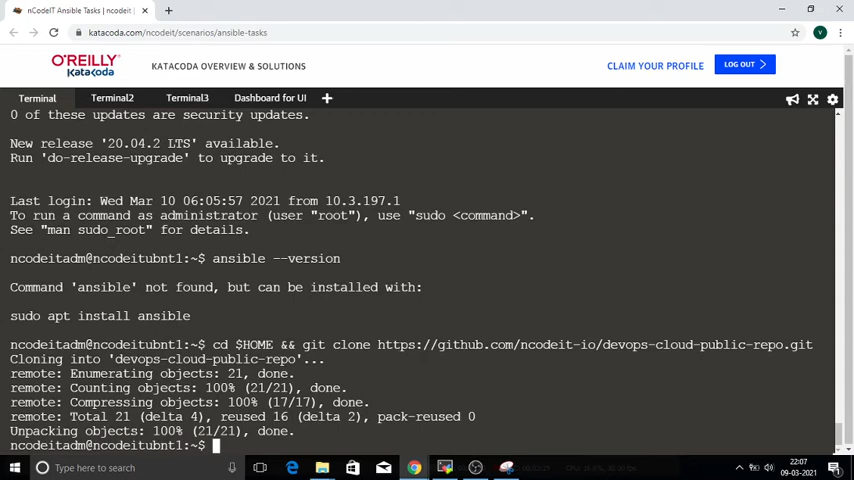 nCodeIT Ansible Tasks | ncodeit
katacoda.com/ncodeit/scenarios/ansible-tasks
V
O'REILLY
Katacoda
KATACODA OVERVIEW & SOLUTIONS
CLAIM YOUR PROFILE
LOG OUT
Terminal
Terminal2
Terminal3
Dashboard for UI
0 of these updates are security updates.
New release '20.04.2 LTS' available.
Run 'do-release-upgrade' to upgrade to it.
Last login: Wed Mar 10 06:05:57 2021 from 10.3.197.1
To run a command as administrator (user "root"), use "sudo <command>".
See "man sudo_root" for details.
ncodeitadm@ncodeitubnt1:~$ ansible --version
Command 'ansible' not found, but can be installed with:
sudo apt install ansible
ncodeitadm@ncodeitubnt1:~$ cd $HOME && git clone https://github.com/ncodeit-io/devops-cloud-public-repo.git
Cloning into 'devops-cloud-public-repo'...
remote: Enumerating objects: 21, done.
remote: Counting objects: 100% (21/21), done.
remote: Compressing objects: 100% (17/17), done.
remote: Total 21 (delta 4), reused 16 (delta 2), pack-reused 0
Unpacking objects: 100% (21/21), done.
ncodeitadm@ncodeitubnt1:~$
Type here to search
22:07
09-03-2021